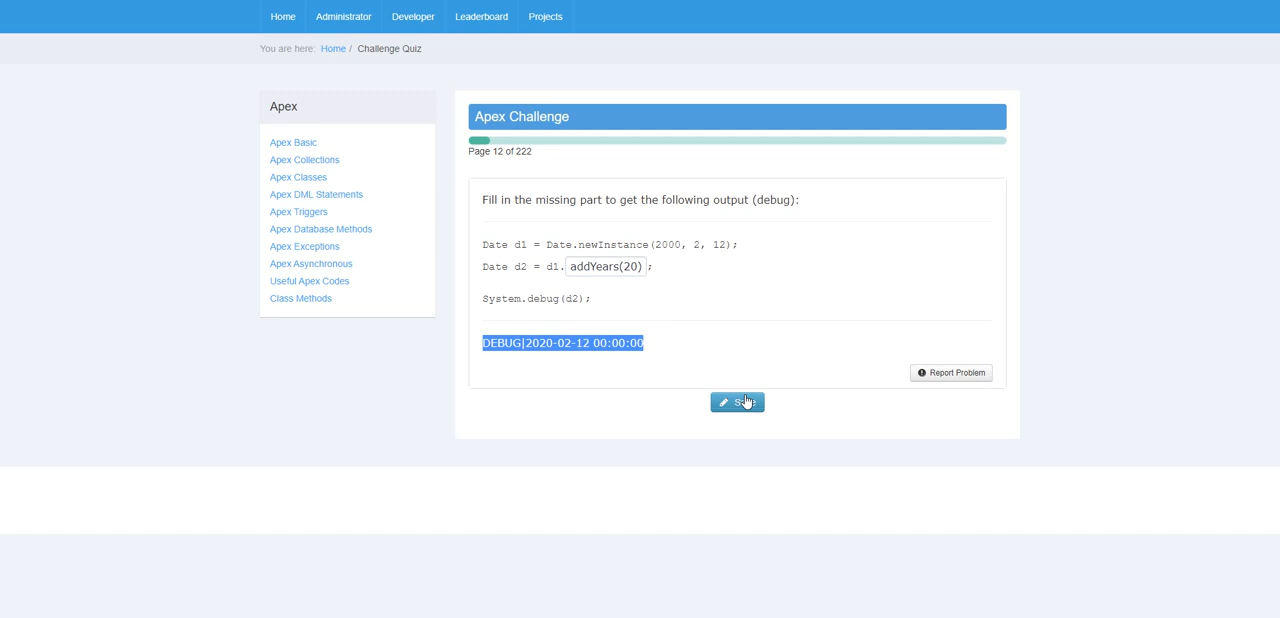 Home Administrator Developer Leaderboard Projects
You are here: Home / Challenge Quiz
Apex
Apex Basic
Apex Collections
Apex Classes
Apex DML Statements
Apex Triggers
Apex Database Methods
Apex Exceptions
Apex Asynchronous
Useful Apex Codes
Class Methods
Apex Challenge
Page 12 of 222
Fill in the missing part to get the following output (debug):
Date d1 = Date.newInstance(2000, 2, 12);
Date d2 = d1. addYears(20) ;
System.debug(d2);
DEBUG|2020-02-12 00:00:00
Report Problem